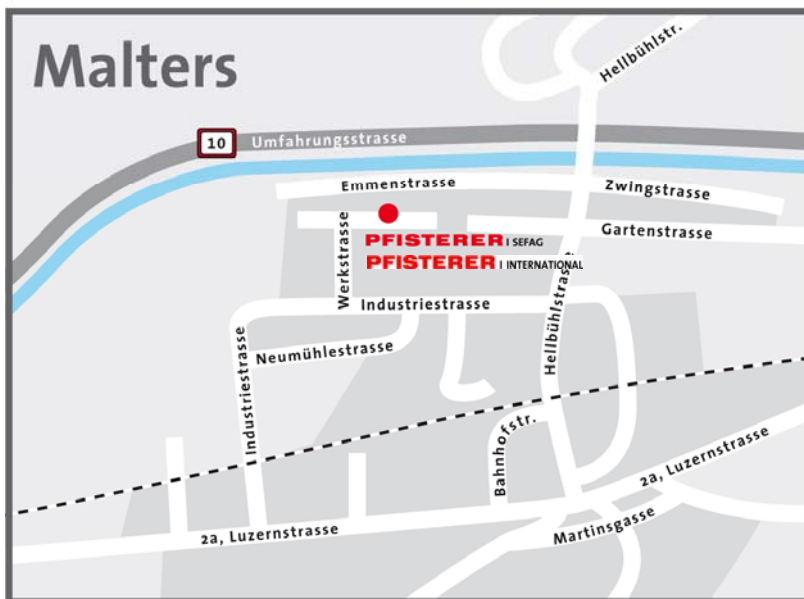 Malters
Hellbühlstr.
10
Umfahrungsstrasse
Emmenstrasse
Zwingstrasse
Werkstrasse
Gartenstrasse
PFISTERER | SEFAG
PFISTERER | INTERNATIONAL
Industriestrasse
Hellbühlstrasse
Neumühlestrasse
Industriestrasse
Bahnhofstr.
2a, Luzernstrasse
2a, Luzernstrasse
Martinsgasse